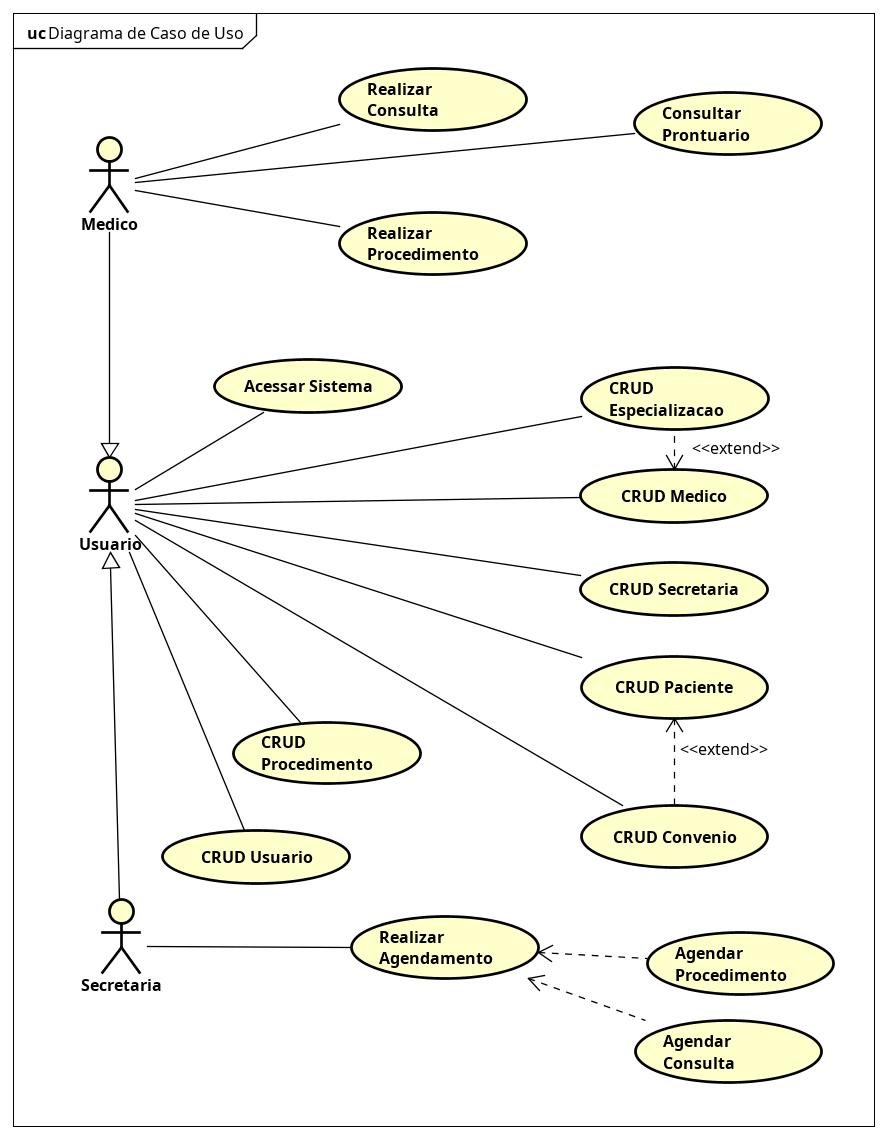 uc Diagrama de Caso de Uso
Realizar
Consulta
Consultar
Prontuario
Medico
Realizar
Procedimento
Acessar Sistema
CRUD
Especializacao
<<extend>>
CRUD Medico
Usuario
CRUD Secretaria
CRUD Paciente
CRUD
Procedimento
<<extend>>
CRUD Convenio
CRUD Usuario
Realizar
Agendamento
Agendar
Procedimento
Secretaria
Agendar
Consulta